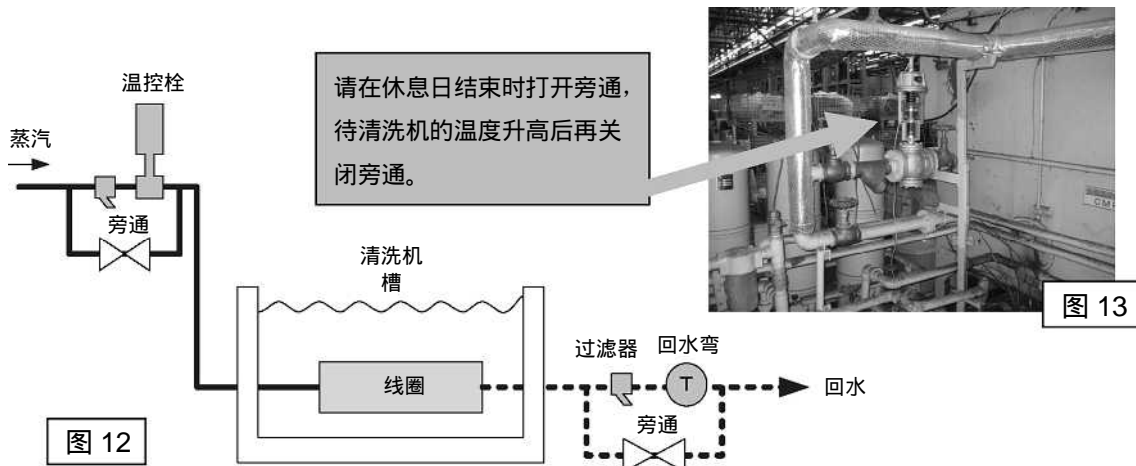 温控栓
蒸汽
旁通
请在休息日结束时打开旁通，
待清洗机的温度升高后再关
闭旁通。
图 13
清洗机
槽
线圈
过滤器
回水弯
T
回水
旁通
图 12